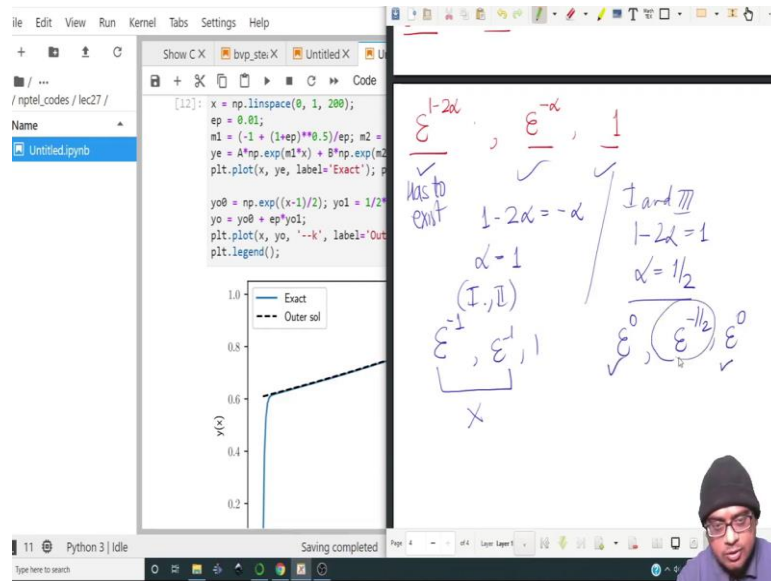 ile Edit View Run Kernel Tabs Settings Help
Show C X bvp_ste X Untitled X
Code
/ ...
/ nptel_codes / lec27 /
Name
Untitled.ipynb
[12]: x = np.linspace(0, 1, 200);
ep = 0.01;
m1 = (-1 + (1+ep)**0.5)/ep; m2 =
ye = A*np.exp(m1*x) + B*np.exp(m2
plt.plot(x, ye, label='Exact'); p
yo0 = np.exp((x-1)/2); yo1 = 1/2*
yo = yo0 + ep*yo1;
plt.plot(x, yo, '--k', label='Out
plt.legend();
Exact
Outer sol
1.0
0.8
0.6
0.4
0.2
y(x)
11 Python 3 | Idle Saving completed
Type here to search
ε^{1-2α} , ε^{-α} , 1
Has to
exist
1-2α = -α
α = 1
(I., II)
ε^{-1} , ε^{-1} , 1
X
I and III
1-2α = 1
α = 1/2
ε^0 , ε^{-1/2} , ε^0
Page 4 of 4 Layer Layer 1